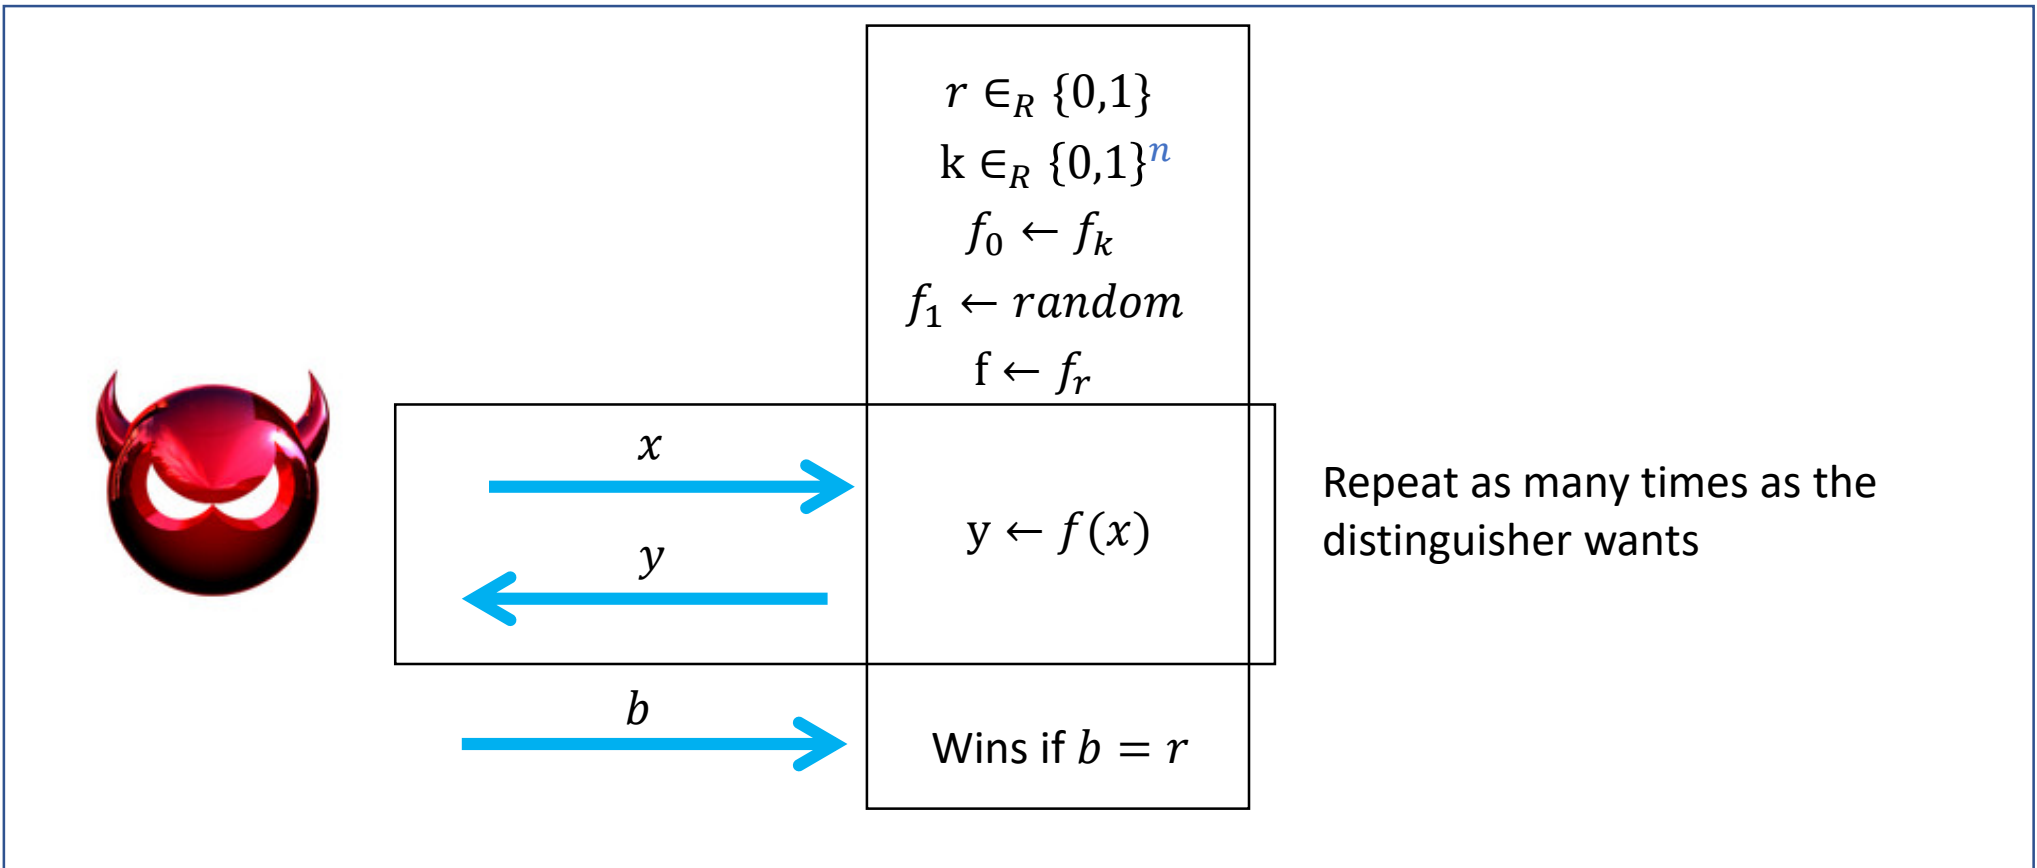 r ∈_R {0,1}
k ∈_R {0,1}^n
f_0 ← f_k
f_1 ← random
f ← f_r
x
y ← f(x)
y
Repeat as many times as the
distinguisher wants
b
Wins if b = r